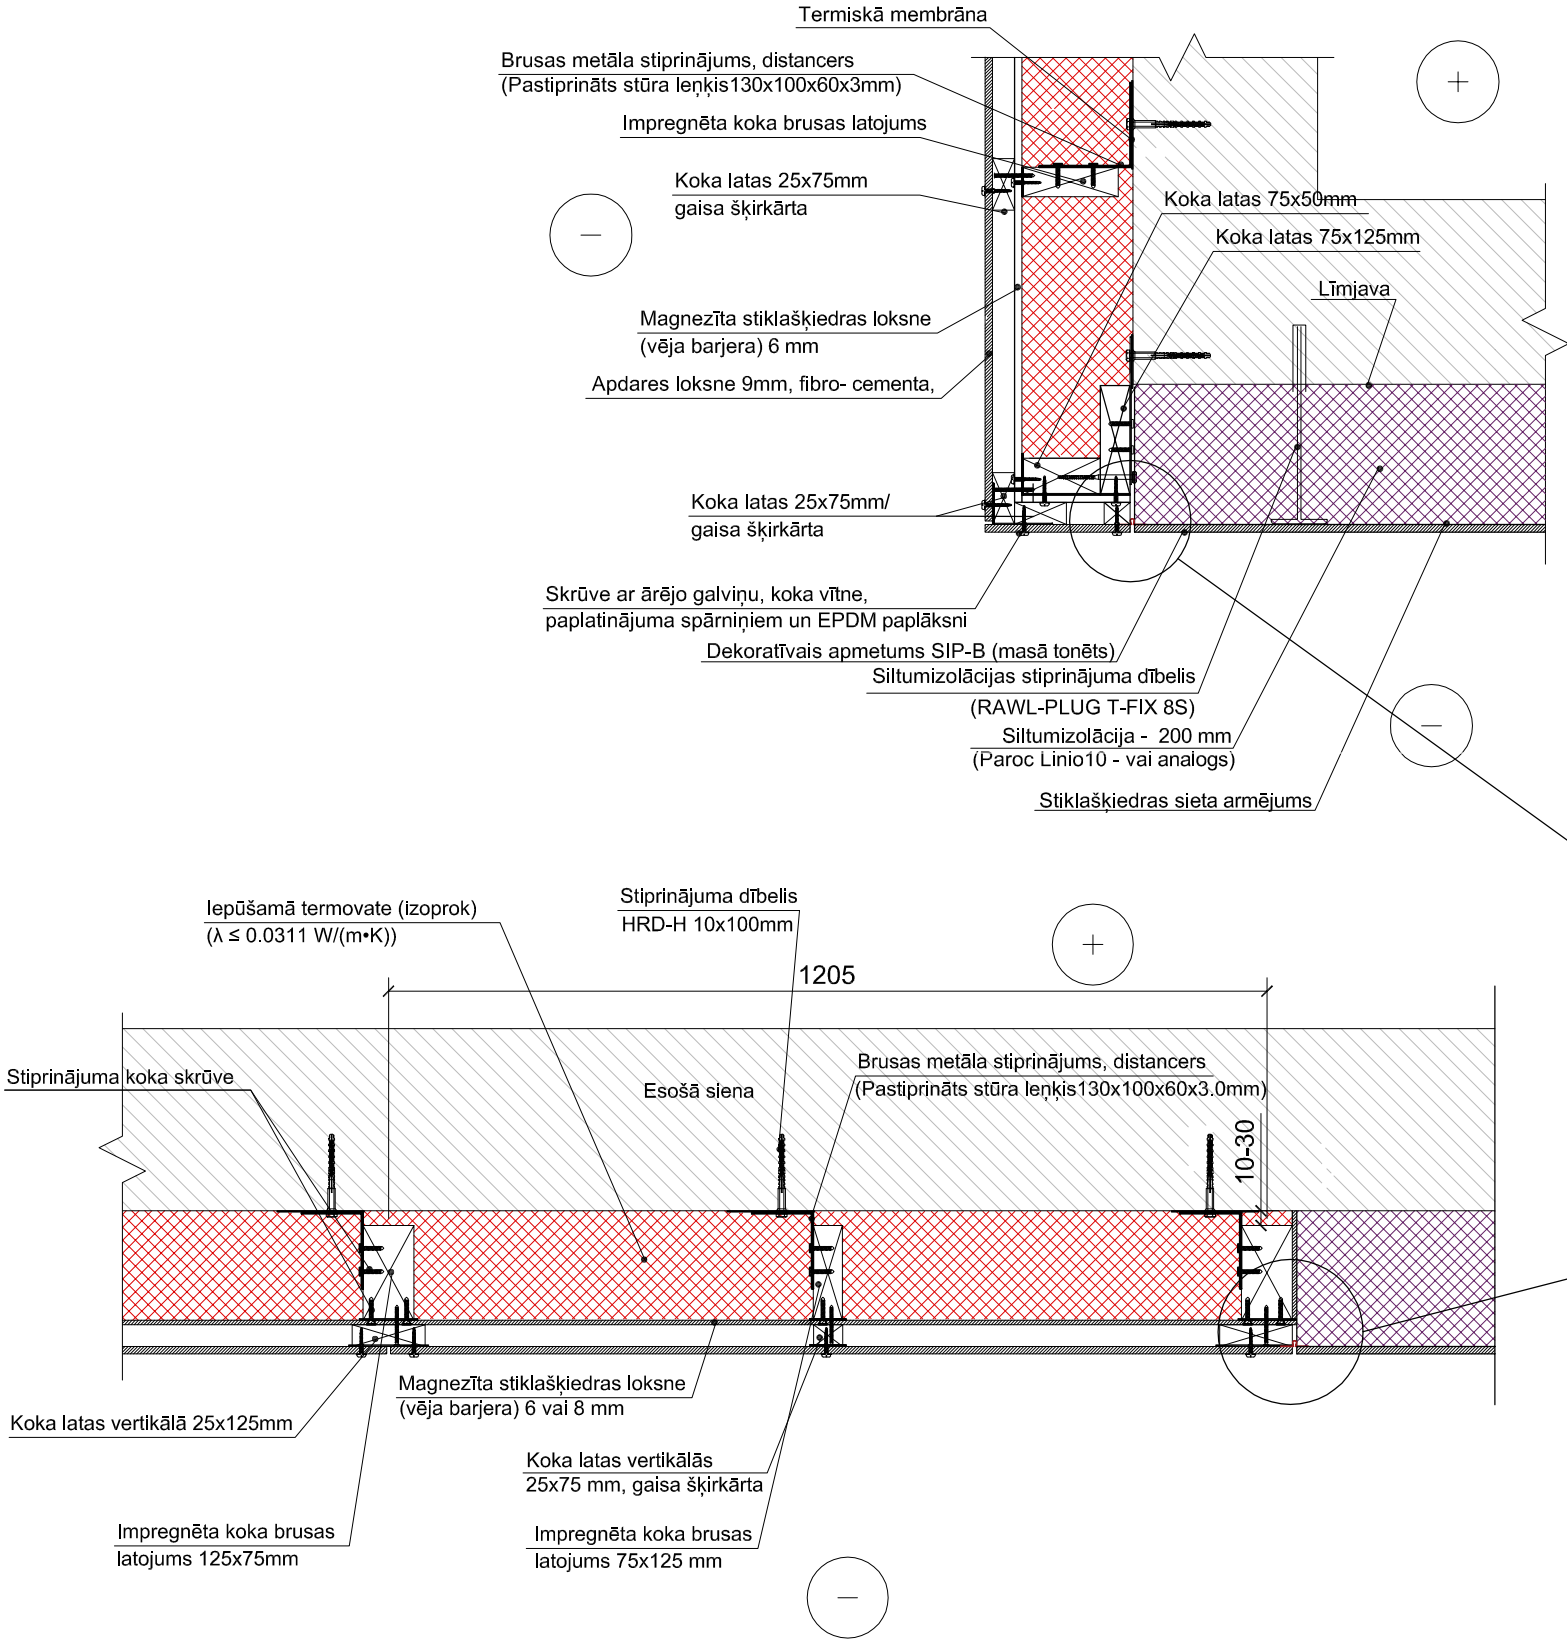 Termiskā membrāna
Brusas metāla stiprinājums, distancers
(Pastiprināts stūra leņķis130x100x60x3mm)
Impregnēta koka brusas latojums
Koka latas 25x75mm
gaisa šķirkārta
Koka latas 75x50mm
Koka latas 75x125mm
Līmjava
Magnezīta stiklašķiedras loksne
(vēja barjera) 6 mm
Apdares loksne 9mm, fibro- cementa,
Koka latas 25x75mm/
gaisa šķirkārta
Skrūve ar ārējo galviņu, koka vītne,
paplatinājuma spārniņiem un EPDM paplāksni
Dekoratīvais apmetums SIP-B (masā tonēts)
Siltumizolācijas stiprinājuma dībelis
(RAWL-PLUG T-FIX 8S)
Siltumizolācija - 200 mm
(Paroc Linio10 - vai analogs)
Stiklašķiedras sieta armējums
Iepūšamā termovate (izoprok)
(λ ≤ 0.0311 W/(m•K))
Stiprinājuma dībelis
HRD-H 10x100mm
1205
Stiprinājuma koka skrūve
Esošā siena
Brusas metāla stiprinājums, distancers
(Pastiprināts stūra leņķis130x100x60x3.0mm)
10-30
Magnezīta stiklašķiedras loksne
(vēja barjera) 6 vai 8 mm
Koka latas vertikālā 25x125mm
Koka latas vertikālās
25x75 mm, gaisa šķirkārta
Impregnēta koka brusas
latojums 125x75mm
Impregnēta koka brusas
latojums 75x125 mm